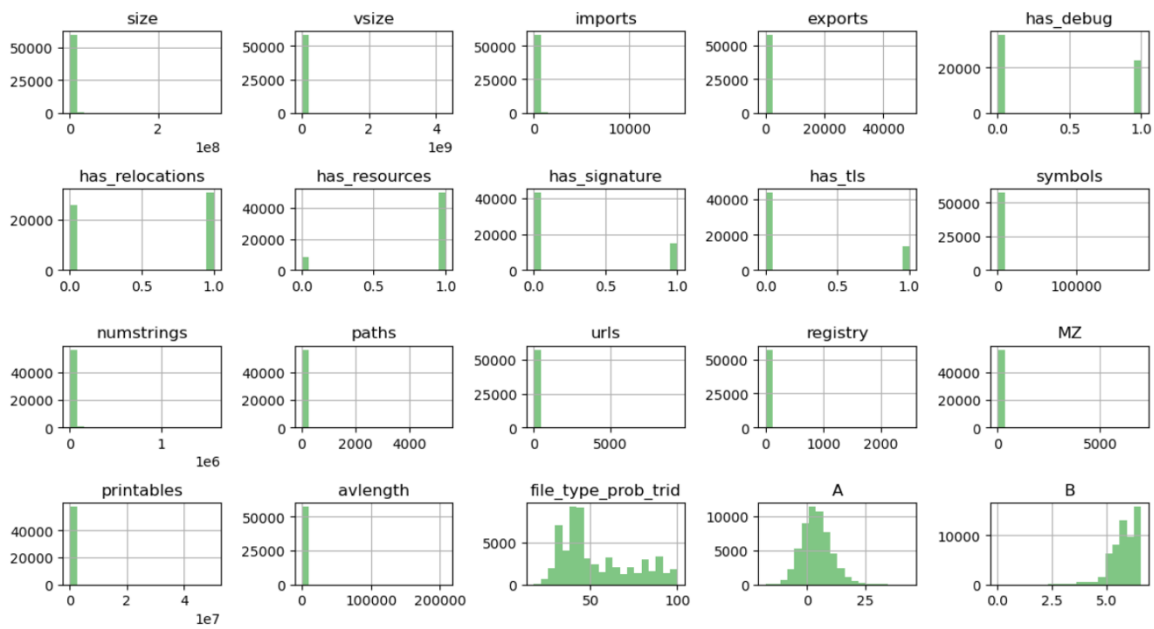 size vsize imports exports has_debug
50000 50000 50000 50000
25000 25000 25000 25000 20000
0 0 0 0 0
0 2 0 2 4 0 10000 0 20000 40000 0.0 0.5 1.0
1e8 1e9
has_relocations has_resources has_signature has_tls symbols
20000 40000 40000 40000 50000
20000 20000 20000 25000
0 0 0 0 0
0.0 0.5 1.0 0.0 0.5 1.0 0.0 0.5 1.0 0.0 0.5 1.0 0 100000
numstrings paths urls registry MZ
40000 40000 50000 50000 40000
20000 20000 25000 25000 20000
0 0 0 0 0
0 1 0 2000 4000 0 5000 0 1000 2000 0 5000
1e6
printables avlength file_type_prob_trid A B
40000 50000 5000 10000 10000
20000 25000 5000
0 0 0 0 0
0 2 4 0 100000 200000 50 100 0 25 0.0 2.5 5.0
1e7